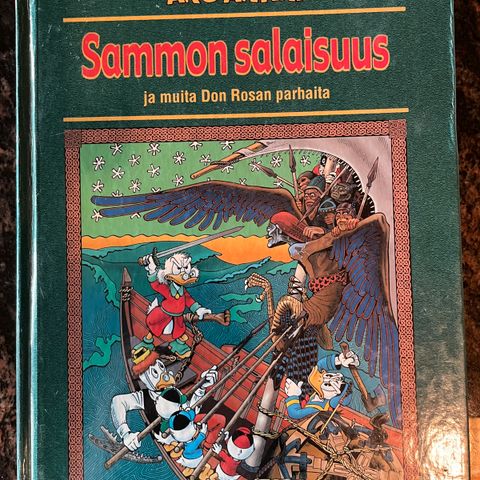 Sammon salaisuus
ja muita Don Rosan parhaita